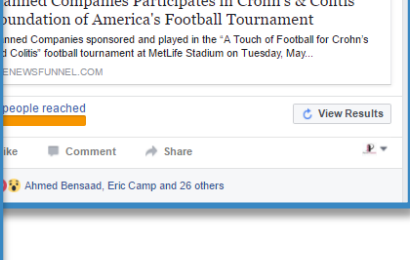 anned Companies Participates in Crohn's & Colitis
oundation of America's Football Tournament
nned Companies sponsored and played in the "A Touch of Football for Crohn's
d Colitis" football tournament at MetLife Stadium on Tuesday, May...
ENEWSFUNNEL.COM
people reached
View Results
ike Comment Share
Ahmed Bensaad, Eric Camp and 26 others